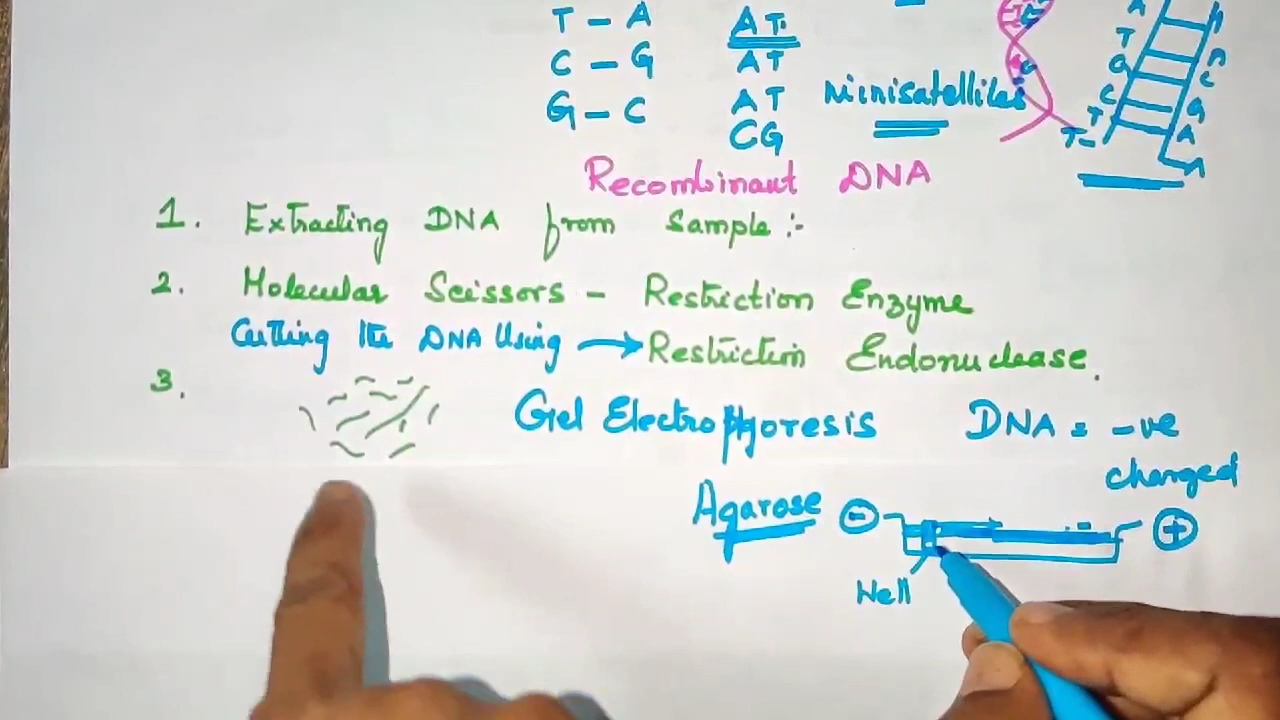 T - A AT
C - G AT
G - C AT minisatellites
CG
A
T
G
C
T
T-
A
C
G
A
Recombinant DNA
1. Extracting DNA from Sample :-
2. Molecular Scissors - Restriction Enzyme
Cutting the DNA Using → Restriction Endonuclease.
3. Gel Electrophoresis DNA = -ve
charged
Agarose - +
Well